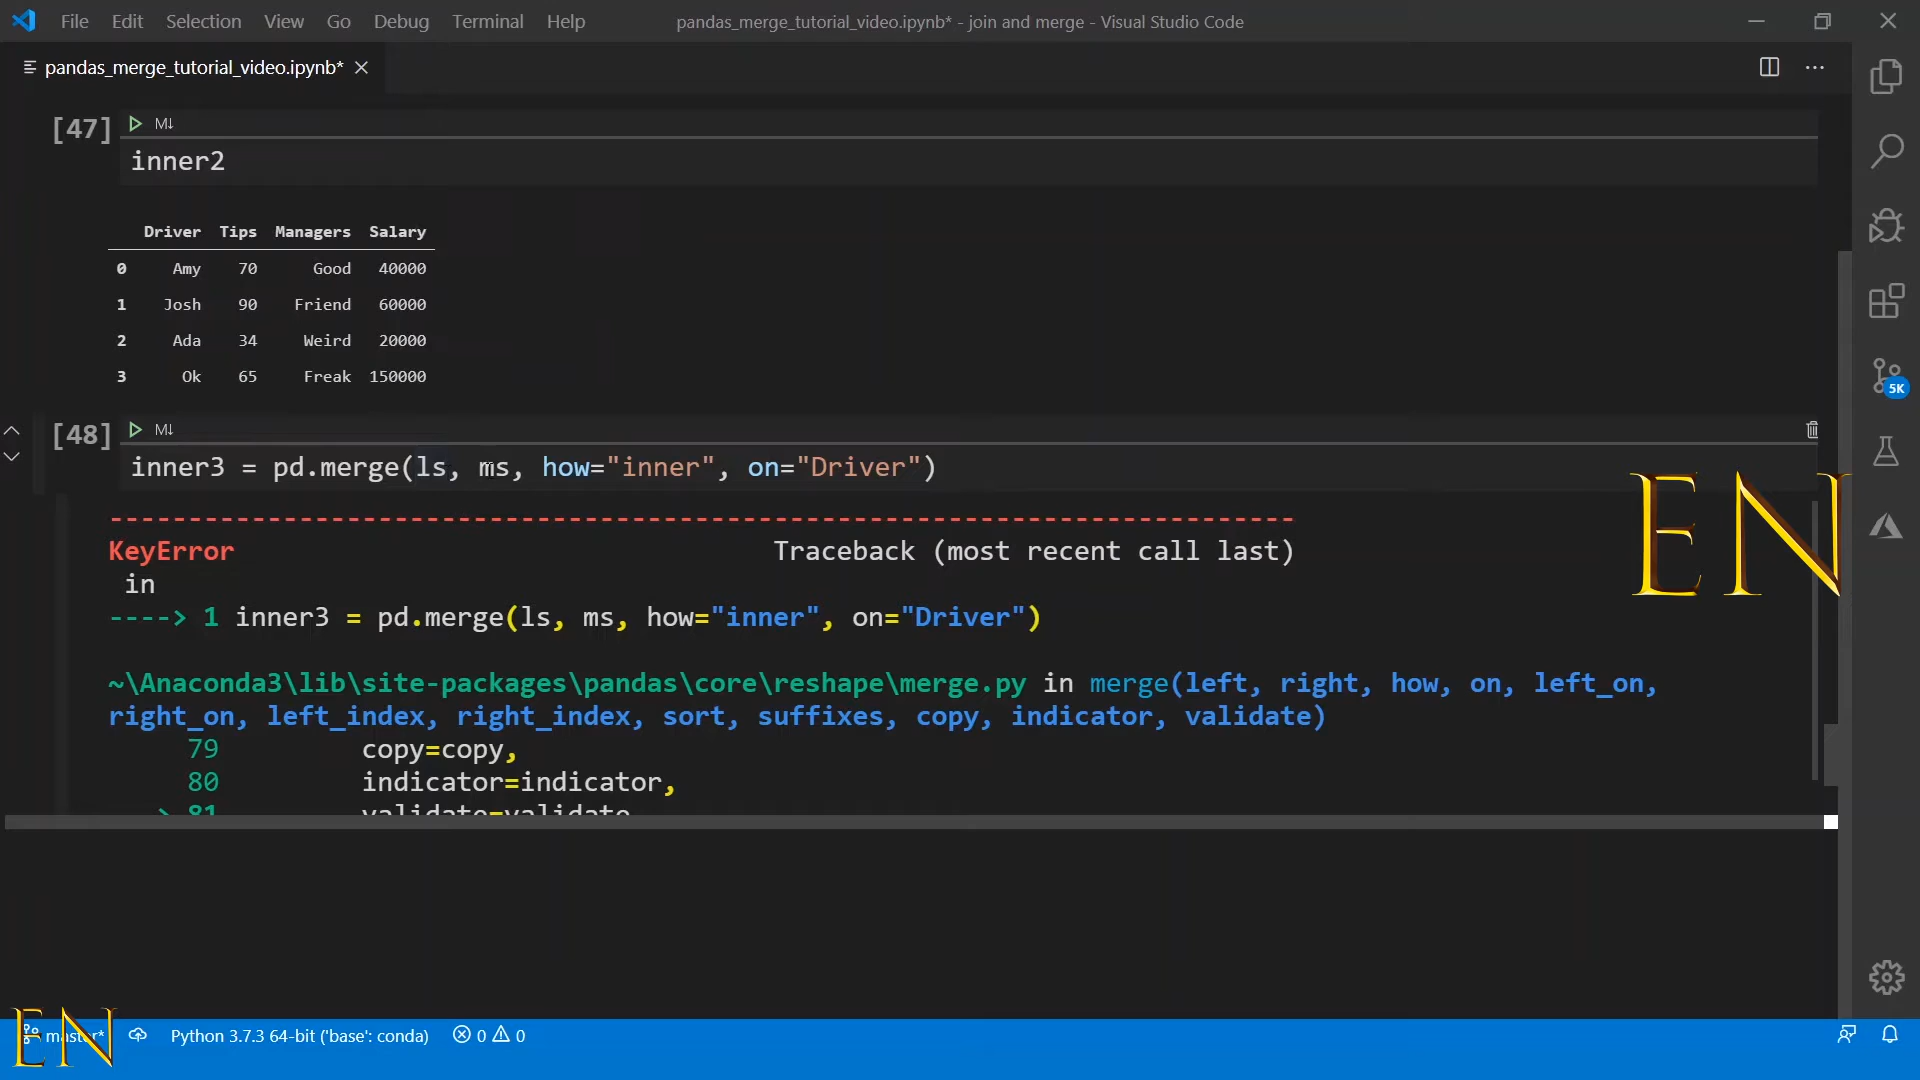 File Edit Selection View Go Debug Terminal Help pandas_merge_tutorial_video.ipynb* - join and merge - Visual Studio Code
pandas_merge_tutorial_video.ipynb*
[47] M↓
inner2
Driver Tips Managers Salary
0 Amy 70 Good 40000
1 Josh 90 Friend 60000
2 Ada 34 Weird 20000
3 Ok 65 Freak 150000
5K
[48] M↓
inner3 = pd.merge(ls, ms, how="inner", on="Driver")
EN
KeyError Traceback (most recent call last)
in
----> 1 inner3 = pd.merge(ls, ms, how="inner", on="Driver")
~\Anaconda3\lib\site-packages\pandas\core\reshape\merge.py in merge(left, right, how, on, left_on,
right_on, left_index, right_index, sort, suffixes, copy, indicator, validate)
79 copy=copy,
80 indicator=indicator,
> 81 validate=validate
EN
master* Python 3.7.3 64-bit ('base': conda) 0 0